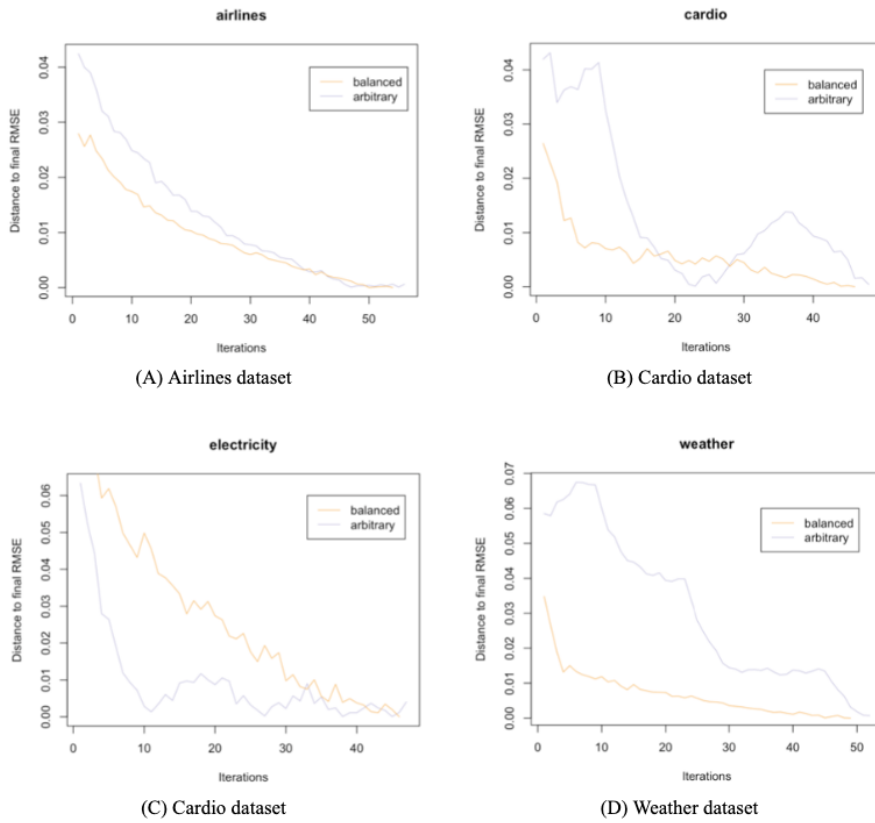 airlines
Distance to final RMSE
0.00 0.01 0.02 0.03 0.04
balanced
arbitrary
0 10 20 30 40 50
Iterations
(A) Airlines dataset
cardio
Distance to final RMSE
0.00 0.01 0.02 0.03 0.04
balanced
arbitrary
0 10 20 30 40
Iterations
(B) Cardio dataset
electricity
Distance to final RMSE
0.00 0.01 0.02 0.03 0.04 0.05 0.06
balanced
arbitrary
0 10 20 30 40
Iterations
(C) Cardio dataset
weather
Distance to final RMSE
0.00 0.01 0.02 0.03 0.04 0.05 0.06 0.07
balanced
arbitrary
0 10 20 30 40 50
Iterations
(D) Weather dataset